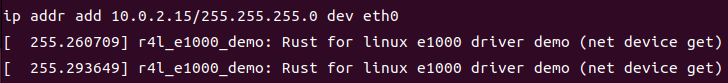 ip addr add 10.0.2.15/255.255.255.0 dev eth0
[  255.260709] r4l_e1000_demo: Rust for linux e1000 driver demo (net device get)
[  255.293649] r4l_e1000_demo: Rust for linux e1000 driver demo (net device get)